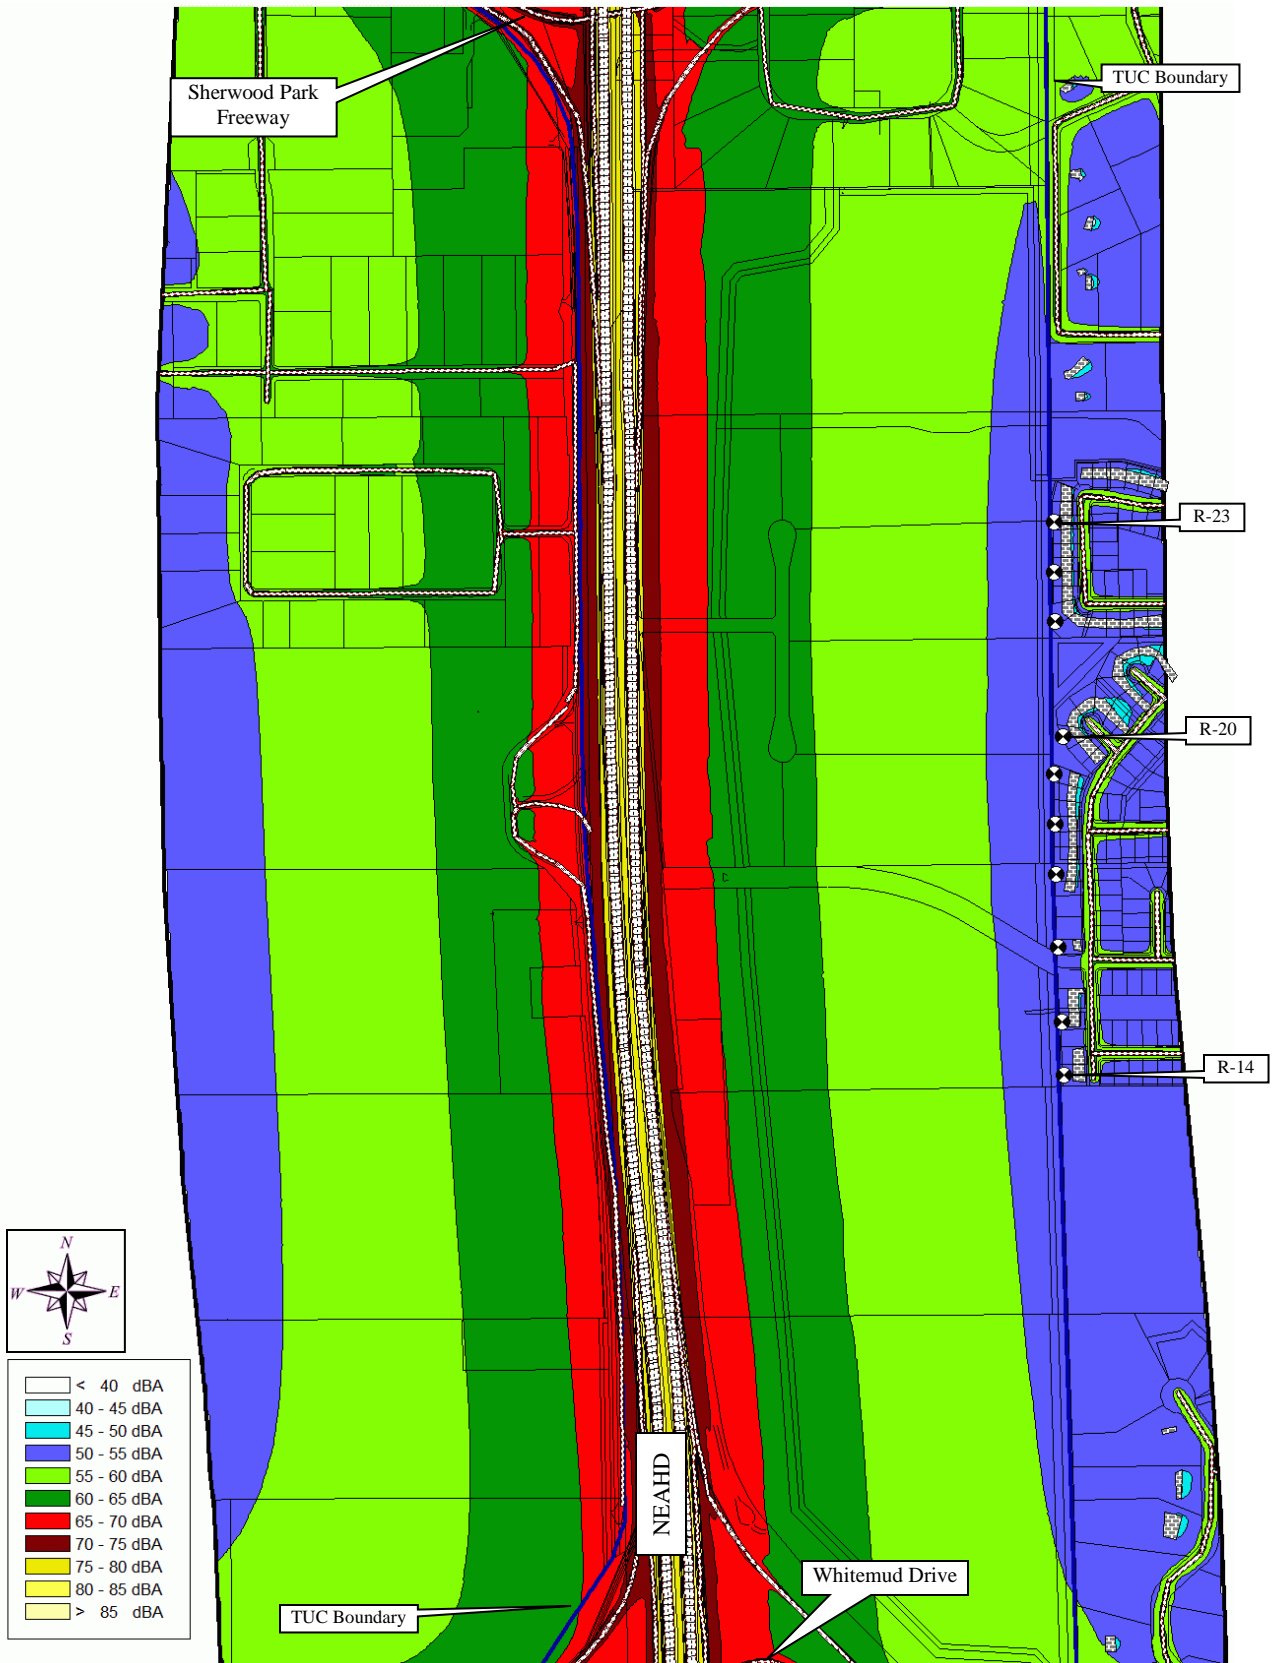 Sherwood Park
Freeway
TUC Boundary
R-23
R-20
R-14
N
W
E
S
< 40 dBA
40 - 45 dBA
45 - 50 dBA
50 - 55 dBA
55 - 60 dBA
60 - 65 dBA
65 - 70 dBA
70 - 75 dBA
75 - 80 dBA
80 - 85 dBA
> 85 dBA
NEAHD
Whitemud Drive
TUC Boundary